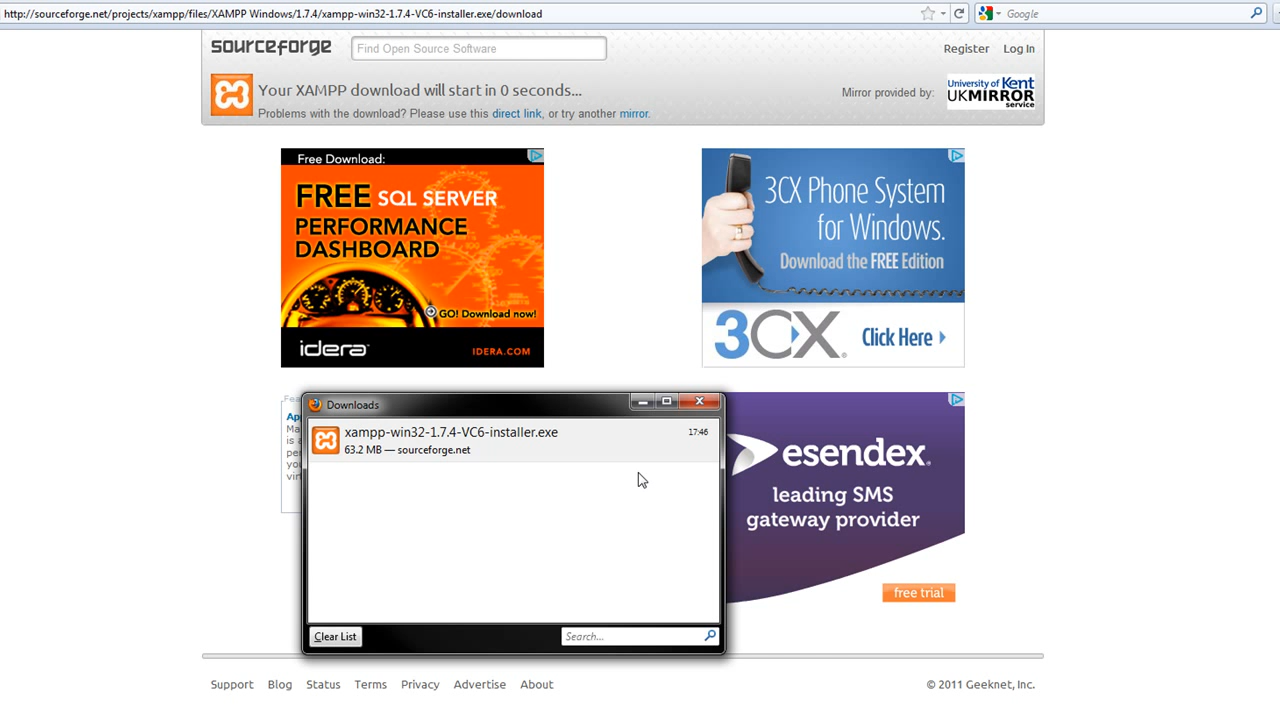 http://sourceforge.net/projects/xampp/files/XAMPP Windows/1.7.4/xampp-win32-1.7.4-VC6-installer.exe/download
Google
sourceforge
Find Open Source Software
Register
Log In
Your XAMPP download will start in 0 seconds...
Problems with the download? Please use this direct link, or try another mirror.
Mirror provided by:
University of Kent
UKMIRROR
service
Free Download:
FREE SQL SERVER
PERFORMANCE
DASHBOARD
GO! Download now!
idera
IDERA.COM
3CX Phone System
for Windows.
Download the FREE Edition
3CX®
Click Here
Downloads
xampp-win32-1.7.4-VC6-installer.exe
17:46
63.2 MB — sourceforge.net
Clear List
Search...
esendex.
leading SMS
gateway provider
free trial
Support
Blog
Status
Terms
Privacy
Advertise
About
© 2011 Geeknet, Inc.